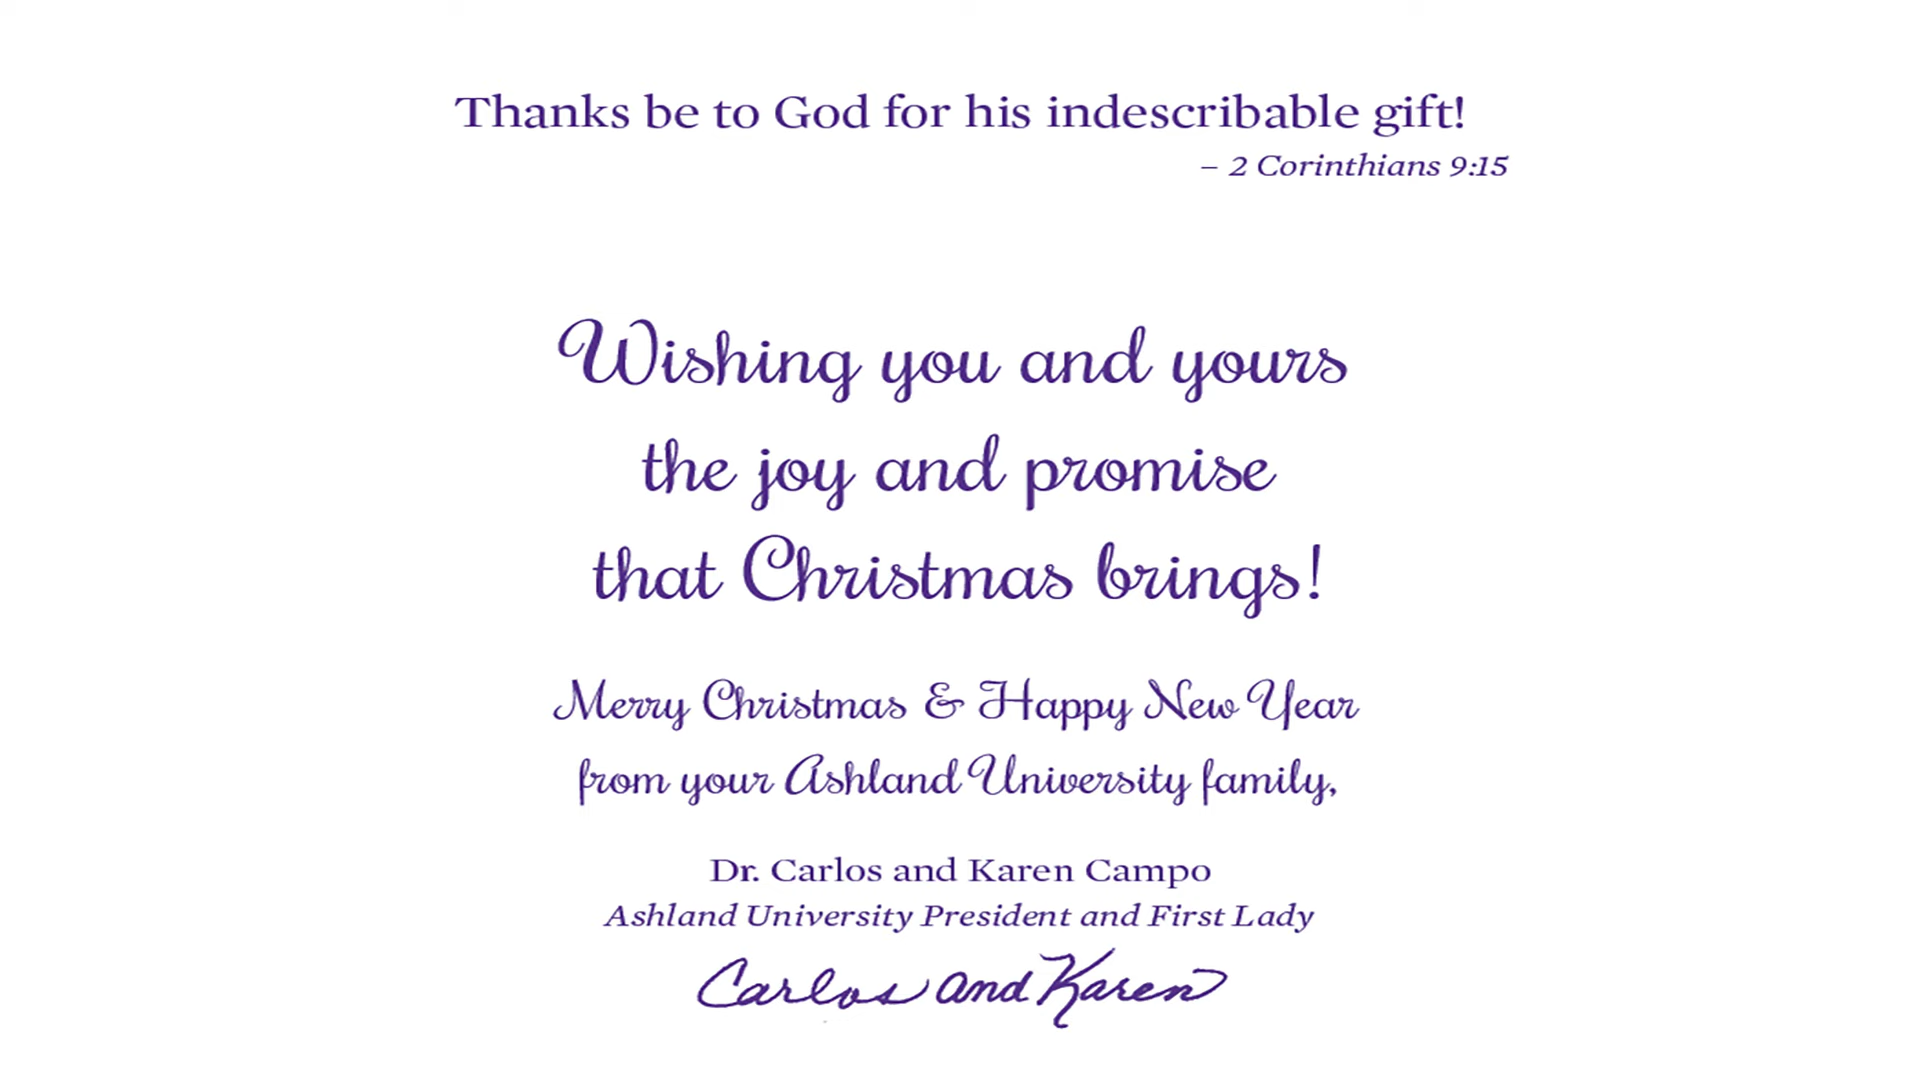 Thanks be to God for his indescribable gift!
– 2 Corinthians 9:15
Wishing you and yours
the joy and promise
that Christmas brings!
Merry Christmas & Happy New Year
from your Ashland University family,
Dr. Carlos and Karen Campo
Ashland University President and First Lady
Carlos and Karen